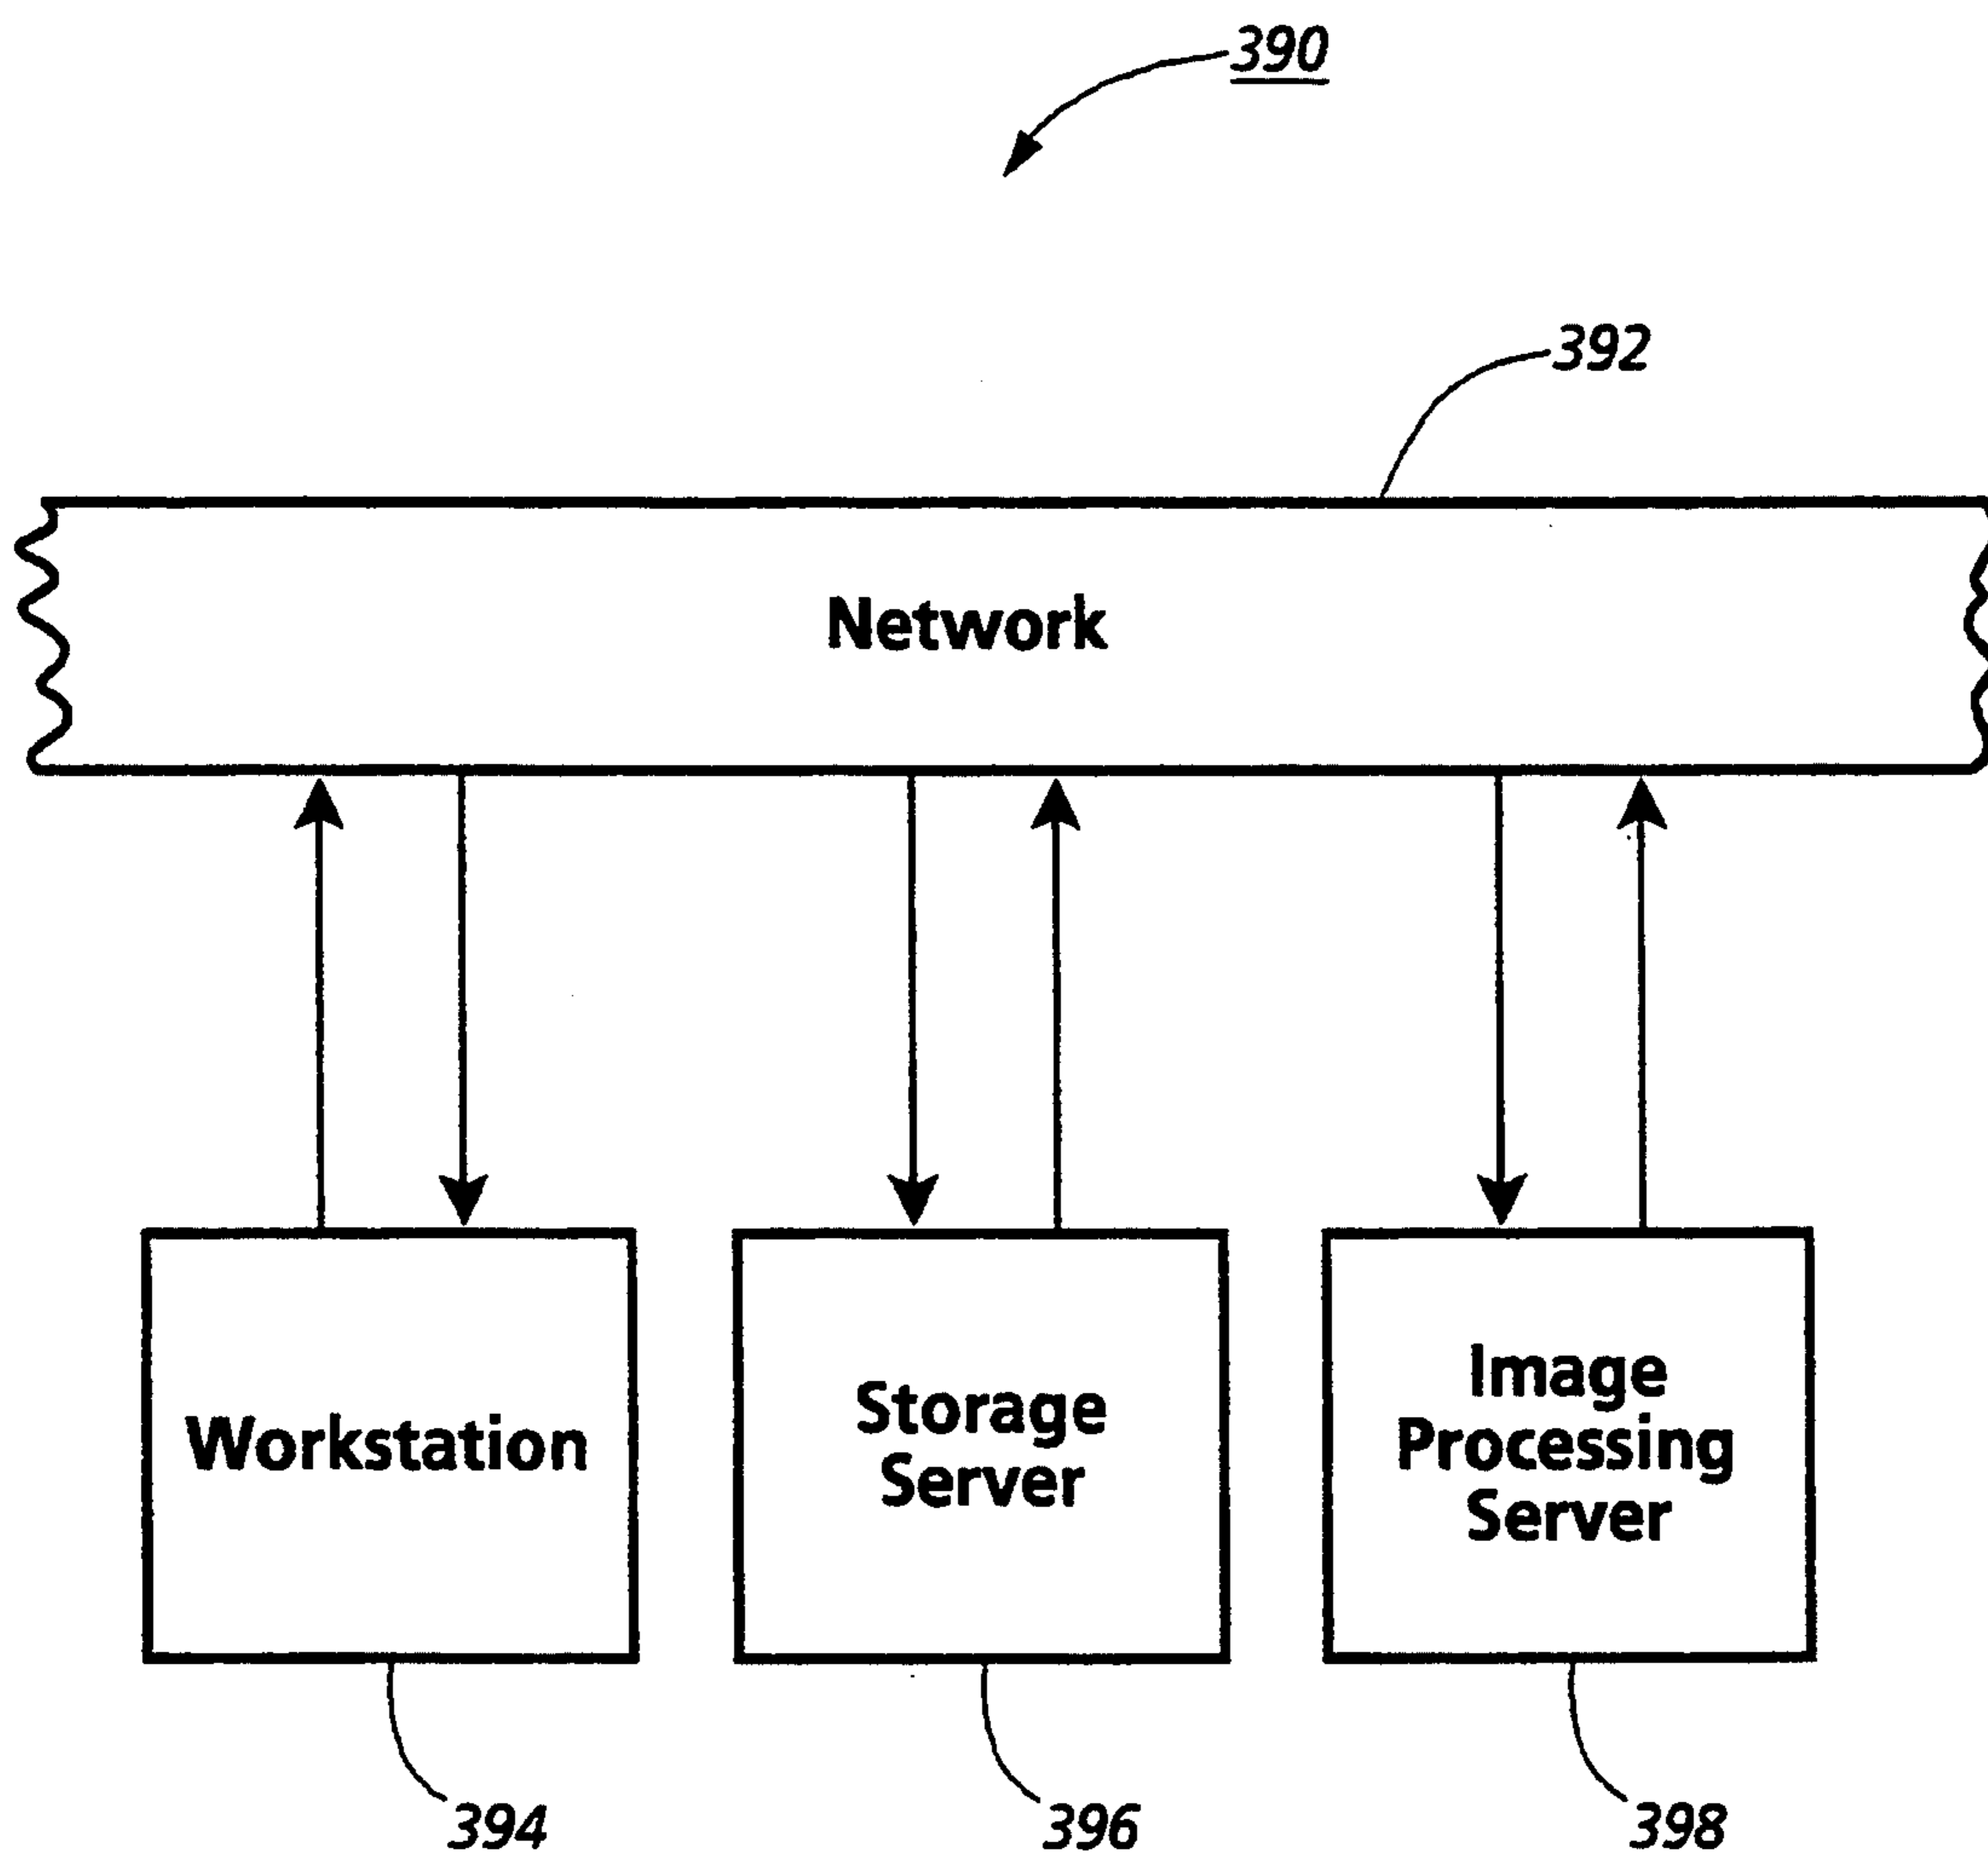 390
392
Network
Workstation
Storage
Server
Image
Processing
Server
394
396
398